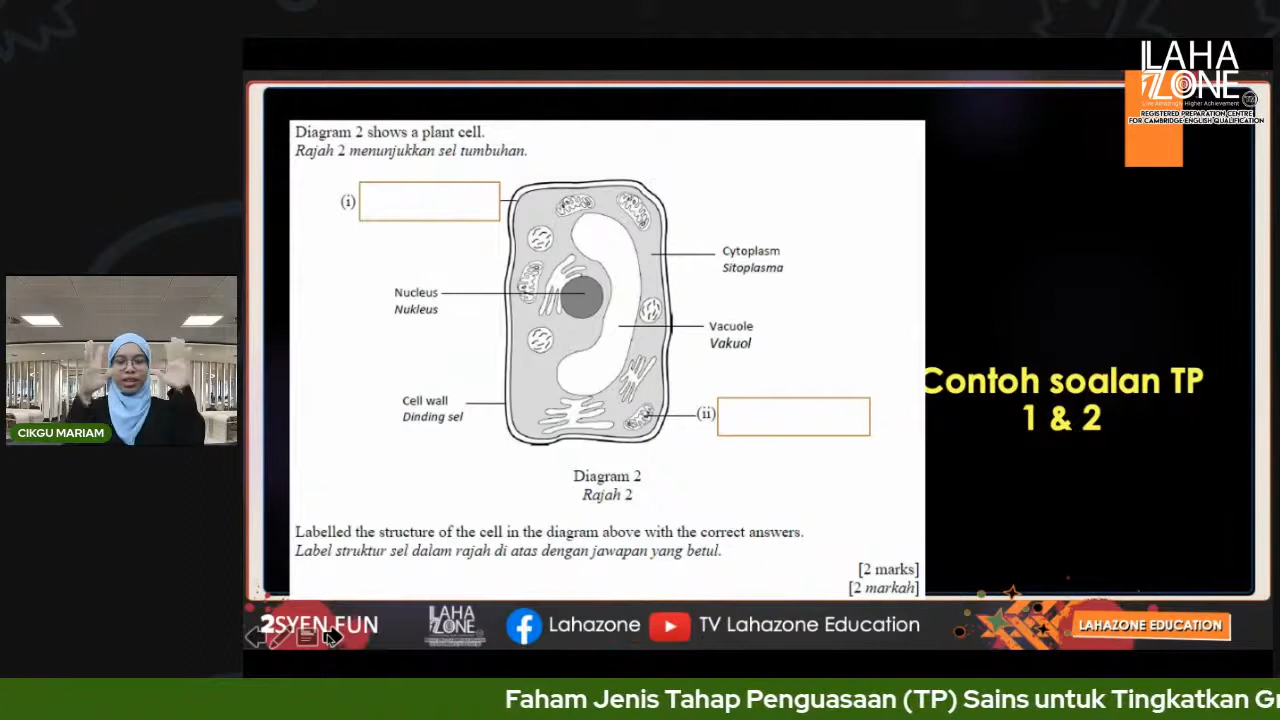 LAHA
ZONE
Live Amazingly Higher Achievement
REGISTERED PREPARATION CENTRE
FOR CAMBRIDGE ENGLISH QUALIFICATION
Diagram 2 shows a plant cell.
Rajah 2 menunjukkan sel tumbuhan.
(i)
Cytoplasm
Sitoplasma
Nucleus
Nukleus
Vacuole
Vakuol
Cell wall
Dinding sel
(ii)
Diagram 2
Rajah 2
Labelled the structure of the cell in the diagram above with the correct answers.
Label struktur sel dalam rajah di atas dengan jawapan yang betul.
[2 marks]
[2 markah]
Contoh soalan TP
1 & 2
CIKGU MARIAM
2SYEN FUN
LAHA
ZONE
Lahazone
TV Lahazone Education
LAHAZONE EDUCATION
Faham Jenis Tahap Penguasaan (TP) Sains untuk Tingkatkan G